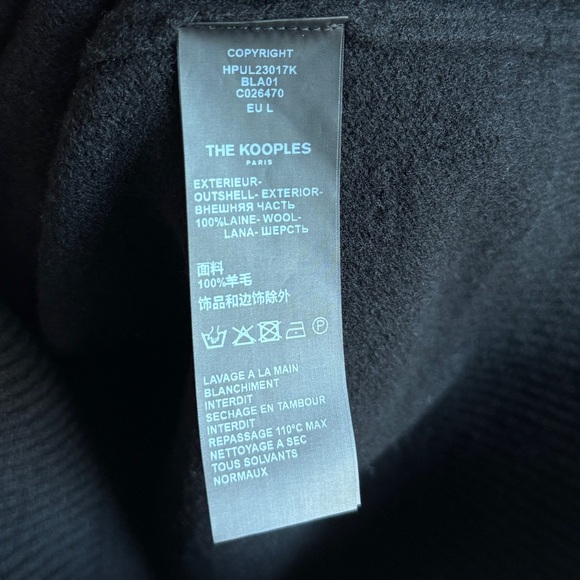 COPYRIGHT
HPUL23017K
BLA01
C026470
EU L
THE KOOPLES
PARIS
EXTERIEUR-
OUTSHELL- EXTERIOR-
ВНЕШНЯЯ ЧАСТЬ
100%LAINE- WOOL-
LANA- ШЕРСТЬ
面料
100%羊毛
饰品和边饰除外
P
LAVAGE A LA MAIN
BLANCHIMENT
INTERDIT
SECHAGE EN TAMBOUR
INTERDIT
REPASSAGE 110°C MAX
NETTOYAGE A SEC
TOUS SOLVANTS
NORMAUX